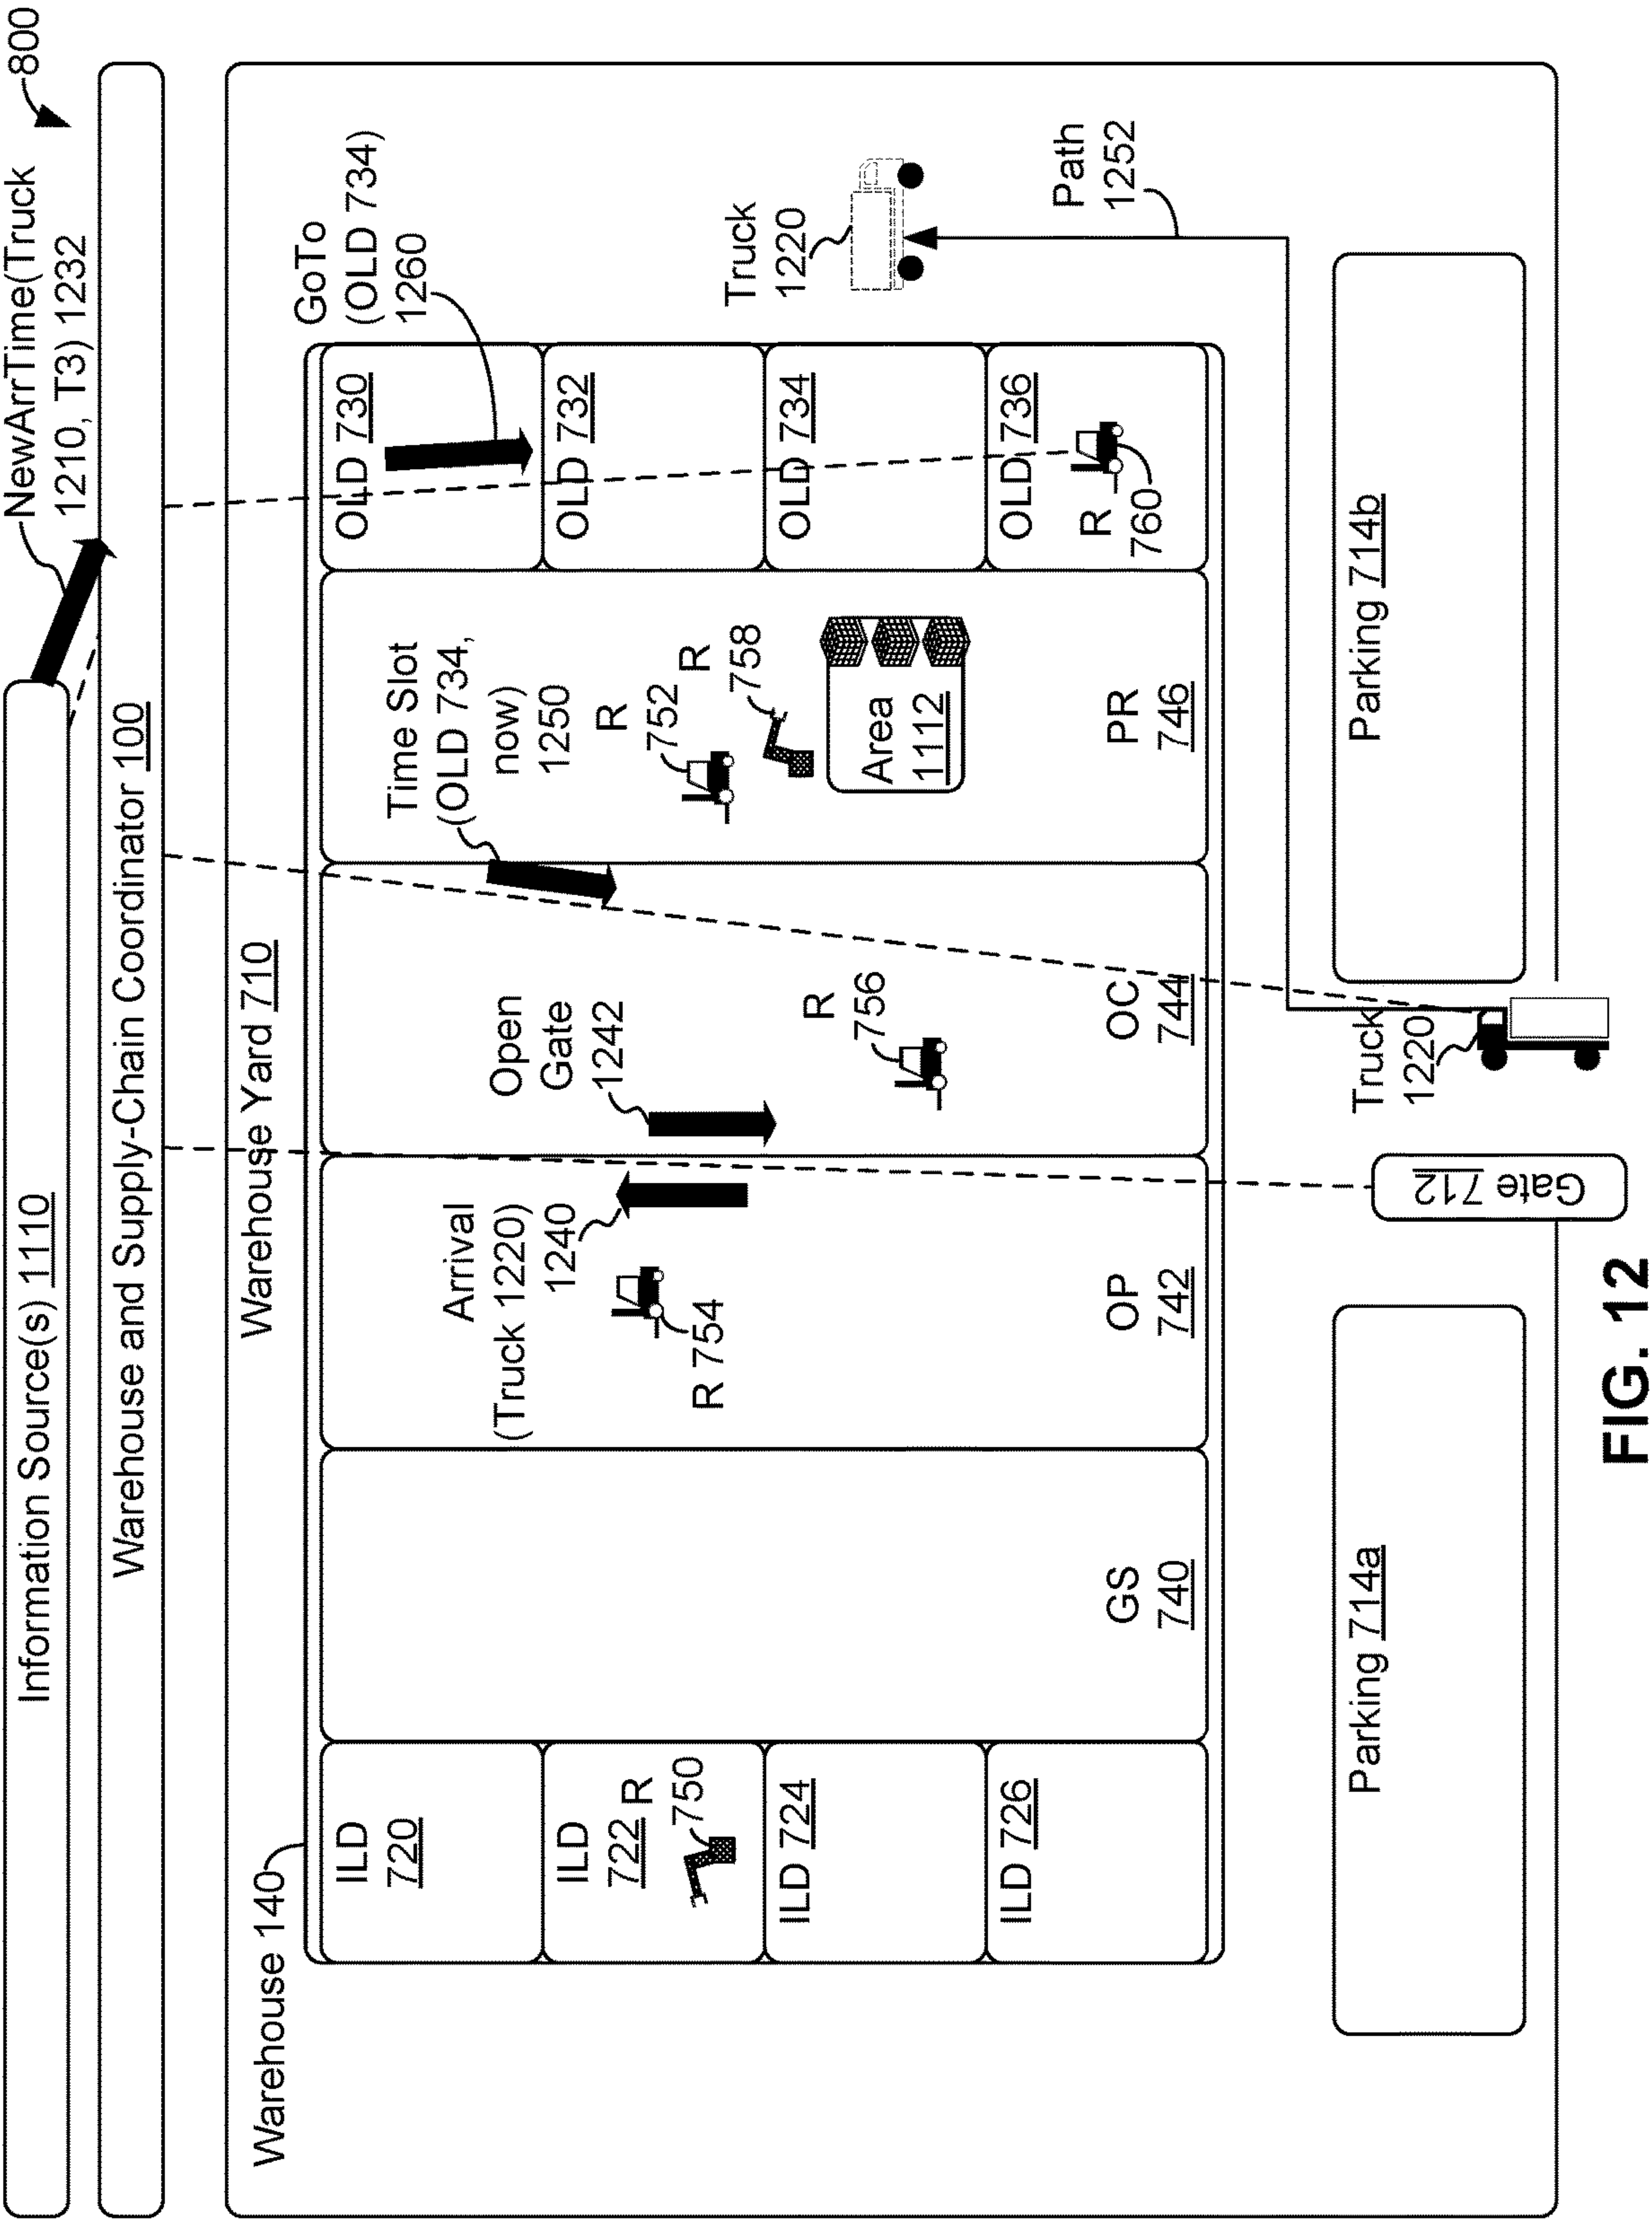 800
NewArrTime(Truck
1210, T3) 1232
Information Source(s) 1110
Warehouse and Supply-Chain Coordinator 100
Warehouse Yard 710
Warehouse 140
GoTo
(OLD 734)
1260
ILD
720
ILD
722
R
750
ILD 724
ILD 726
GS
740
Arrival
(Truck 1220)
1240
R 754
OP
742
Open
Gate
1242
R
756
OC
744
Time Slot
(OLD 734,
now)
1250
R
752
R
758
Area
1112
PR
746
OLD 730
OLD 732
OLD 734
OLD 736
R
760
Truck
1220
Path
1252
Parking 714a
Gate 712
Truck
1220
Parking 714b
FIG. 12